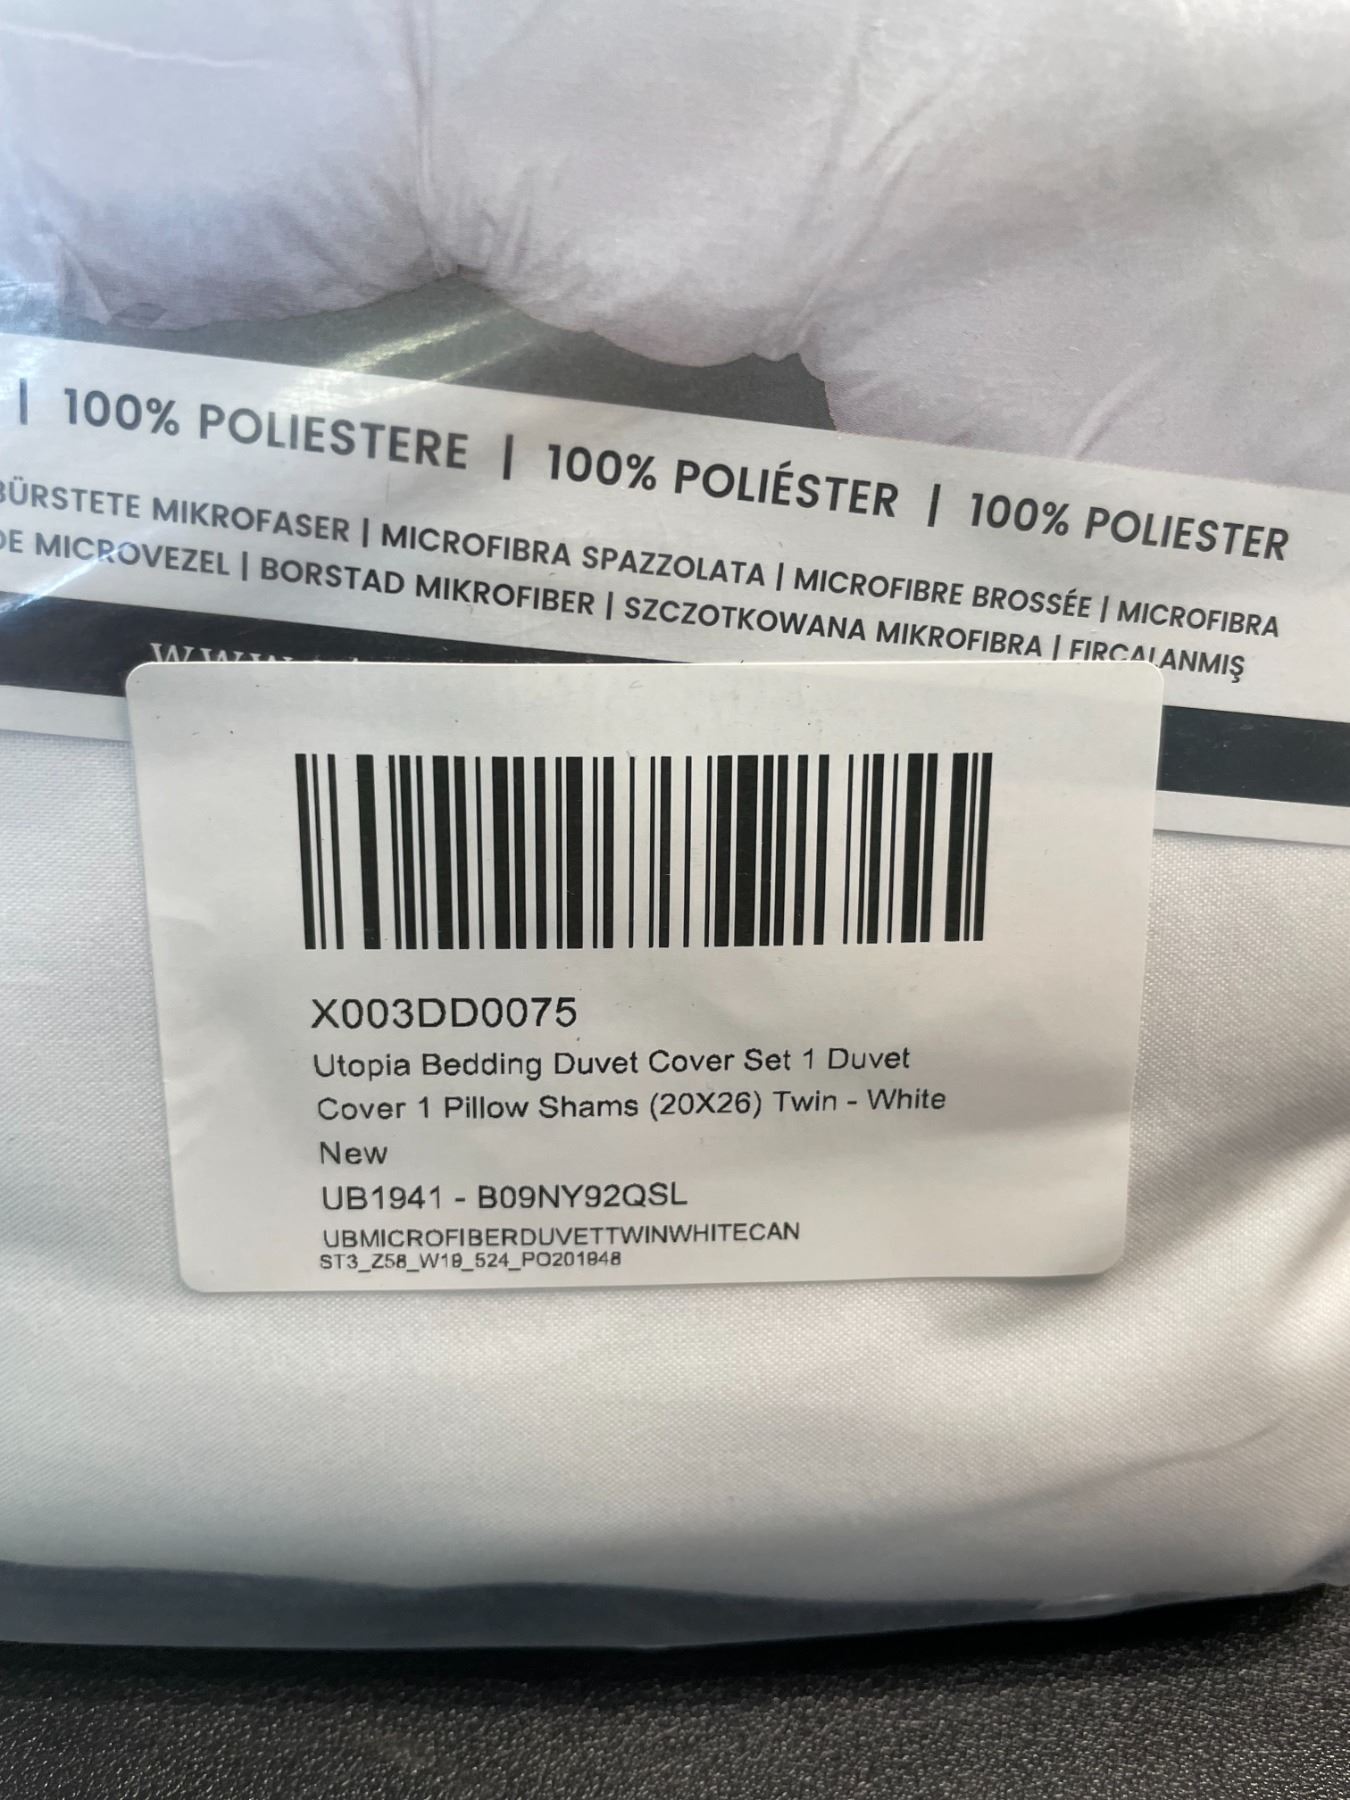 | 100% POLIESTERE | 100% POLIÉSTER | 100% POLIESTER
BÜRSTETE MIKROFASER | MICROFIBRA SPAZZOLATA | MICROFIBRE BROSSÉE | MICROFIBRA
DE MICROVEZEL | BORSTAD MIKROFIBER | SZCZOTKOWANA MIKROFIBRA | FIRÇALANMIŞ
X003DD0075
Utopia Bedding Duvet Cover Set 1 Duvet
Cover 1 Pillow Shams (20X26) Twin - White
New
UB1941 - B09NY92QSL
UBMICROFIBERDUVETTWINWHITECAN
ST3_Z58_W19_524_PO201948